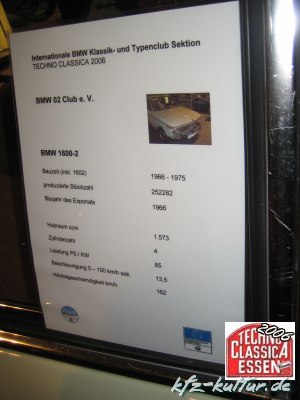 Internationale BMW Klassik- und Typenclub Sektion
TECHNO CLASSICA 2006
BMW 02 Club e. V.
BMW 1600-2
Bauzeit (inkl. 1602) 1966 - 1975
produzierte Stückzahl 252282
Baujahr des Exponats 1966
Hubraum ccm 1.573
Zylinderzahl 4
Leistung PS / KW 85
Beschleunigung 0 – 100 km/h sek. 13,5
Höchstgeschwindigkeit km/h 162
2006
TECHNO
CLASSICA
ESSEN
kfz-kultur.de